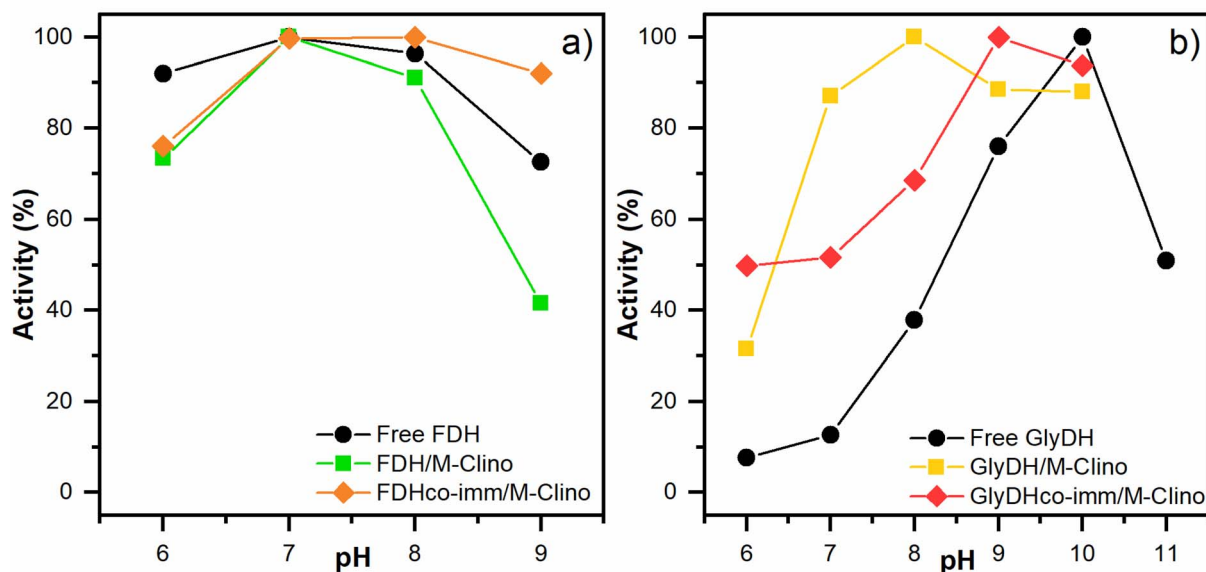 a)
100
80
60
40
20
0
Activity (%)
Free FDH
FDH/M-Clino
FDHco-imm/M-Clino
6 7 8 9
pH
b)
100
80
60
40
20
0
Activity (%)
Free GlyDH
GlyDH/M-Clino
GlyDHco-imm/M-Clino
6 7 8 9 10 11
pH